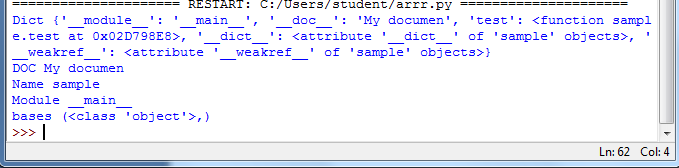 ==================== RESTART: C:/Users/student/arrr.py ====================
Dict {'__module__': '__main__', '__doc__': 'My documen', 'test': <function sampl
e.test at 0x02D798E8>, '__dict__': <attribute '__dict__' of 'sample' objects>, '
__weakref__': <attribute '__weakref__' of 'sample' objects>}
DOC My documen
Name sample
Module __main__
bases (<class 'object'>,)
>>>
Ln: 62 Col: 4